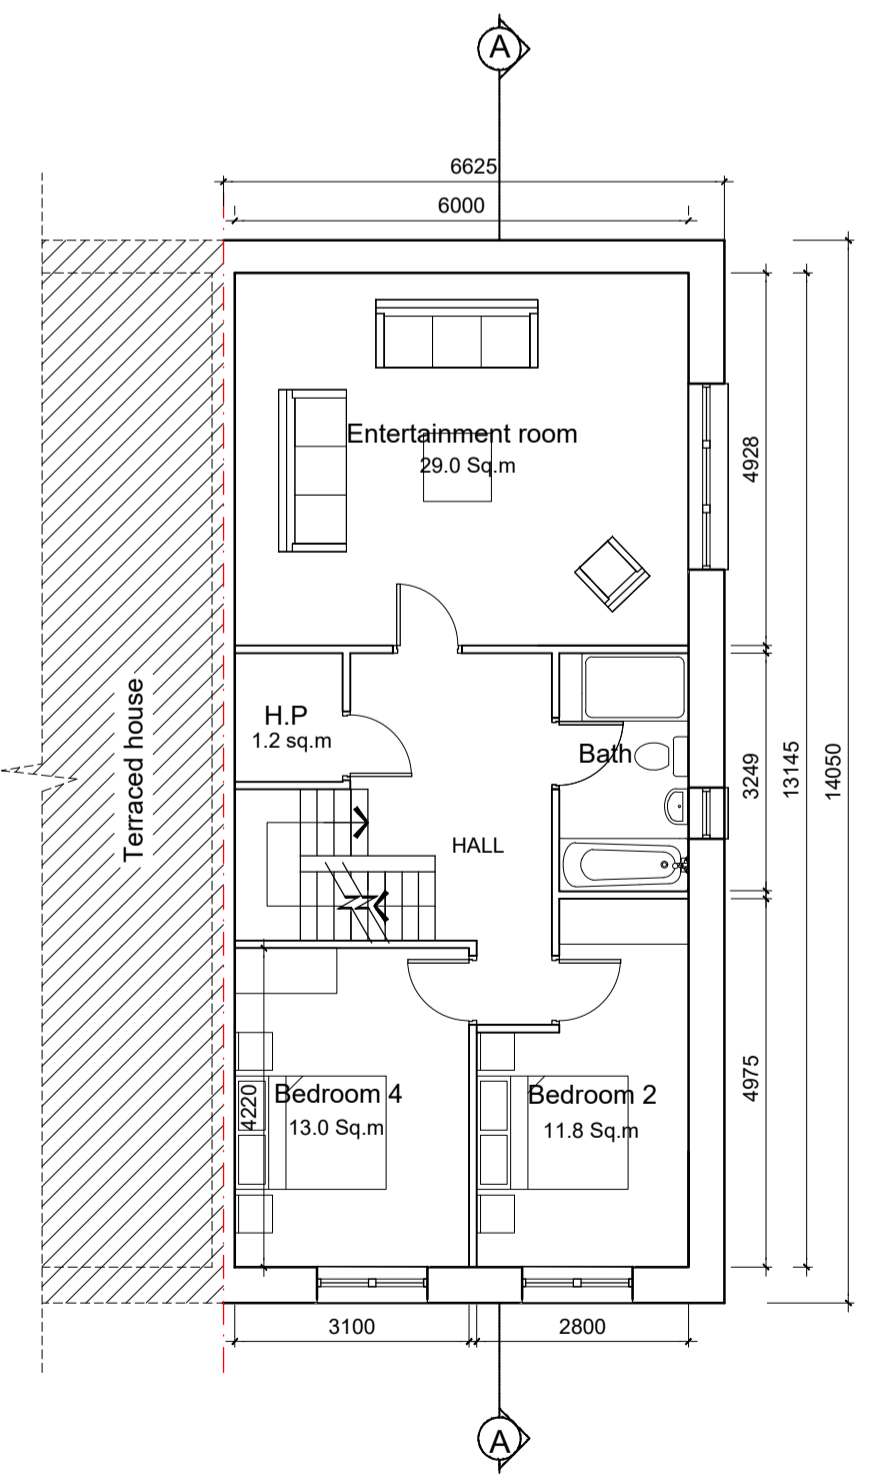 A
6625
6000
Entertainment room
29.0 Sq.m
4928
H.P
1.2 sq.m
Bath
Terraced house
HALL
3249
13145
14050
Bedroom 4
13.0 Sq.m
4220
Bedroom 2
11.8 Sq.m
4975
3100
2800
A